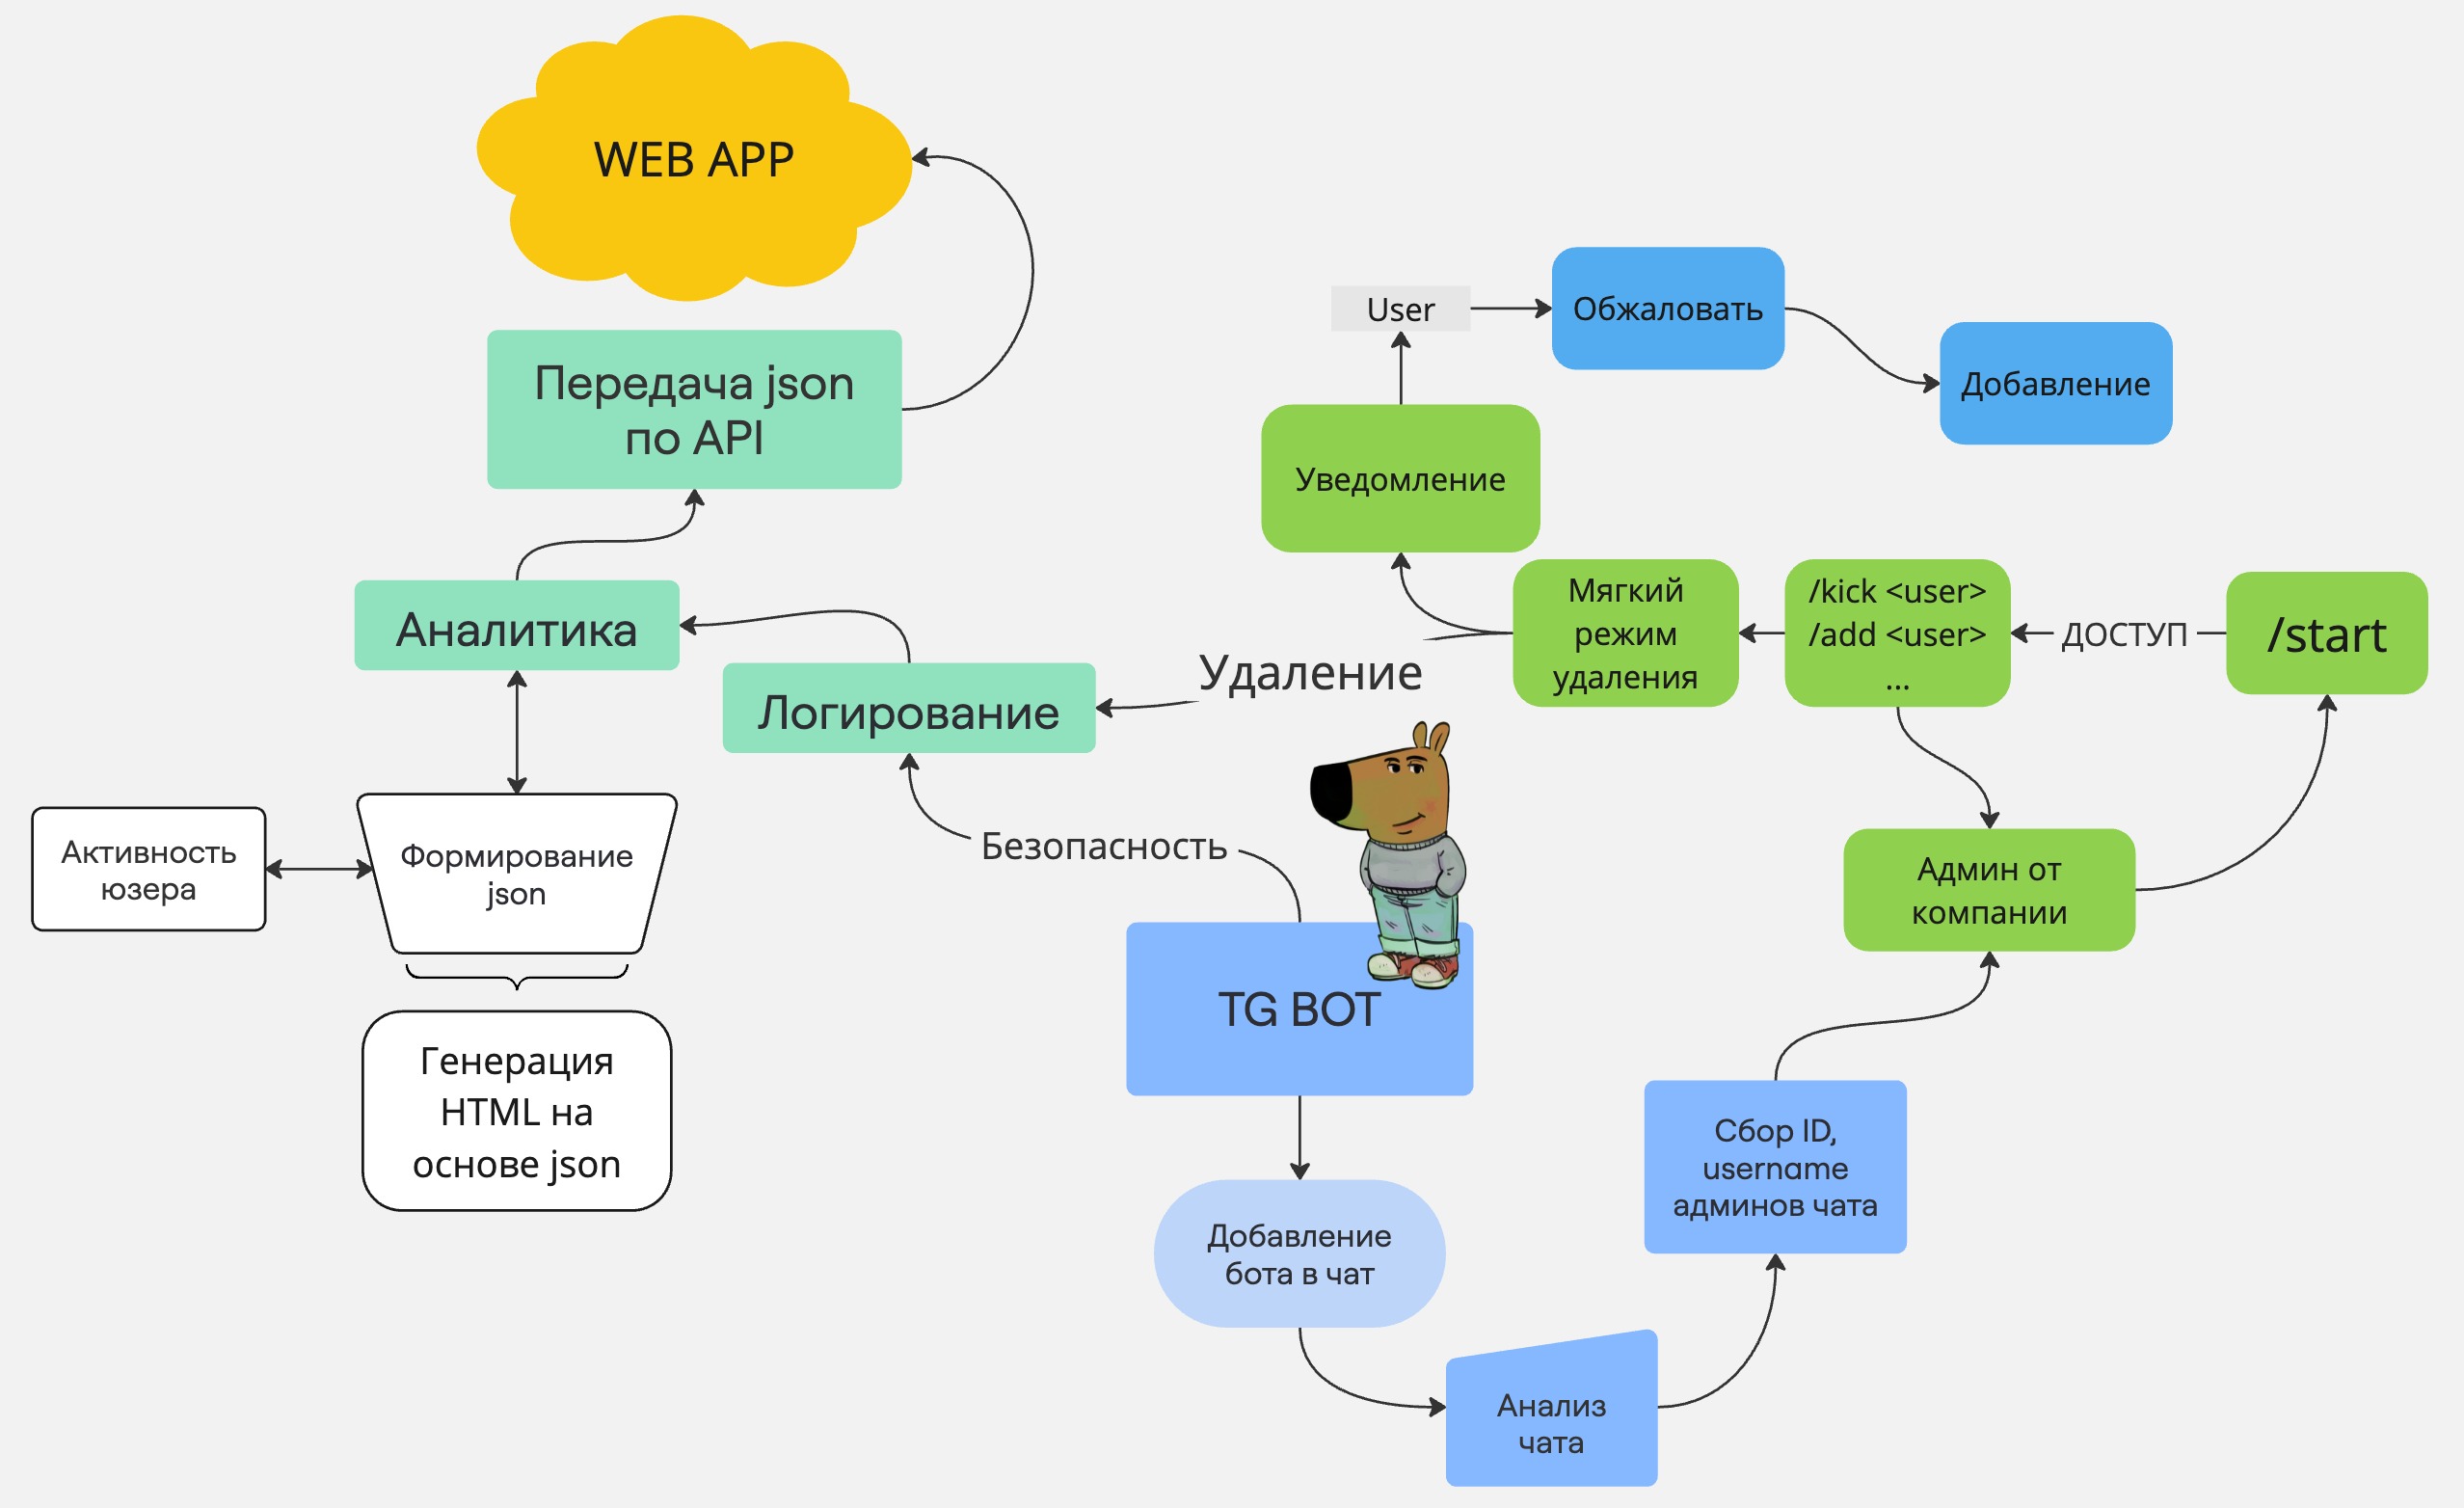 WEB APP
Передача json
по API
Аналитика
Логирование
Активность
юзера
Формирование
json
Генерация
HTML на
основе json
User
Обжаловать
Добавление
Уведомление
Мягкий
режим
удаления
/kick <user>
/add <user>
...
ДОСТУП
/start
Удаление
Безопасность
Админ от
компании
TG BOT
Добавление
бота в чат
Сбор ID,
username
админов чата
Анализ
чата